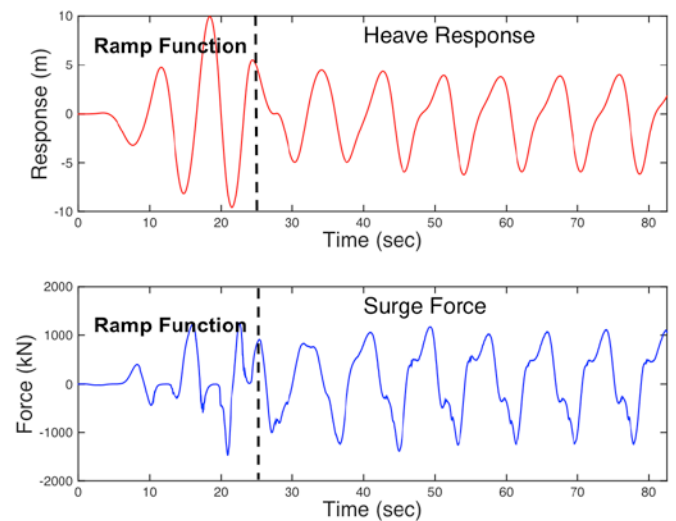 Ramp Function
Heave Response
Response (m)
10
5
0
-5
-10
0 10 20 30 40 50 60 70 80
Time (sec)
Ramp Function
Surge Force
Force (kN)
2000
1000
0
-1000
-2000
0 10 20 30 40 50 60 70 80
Time (sec)